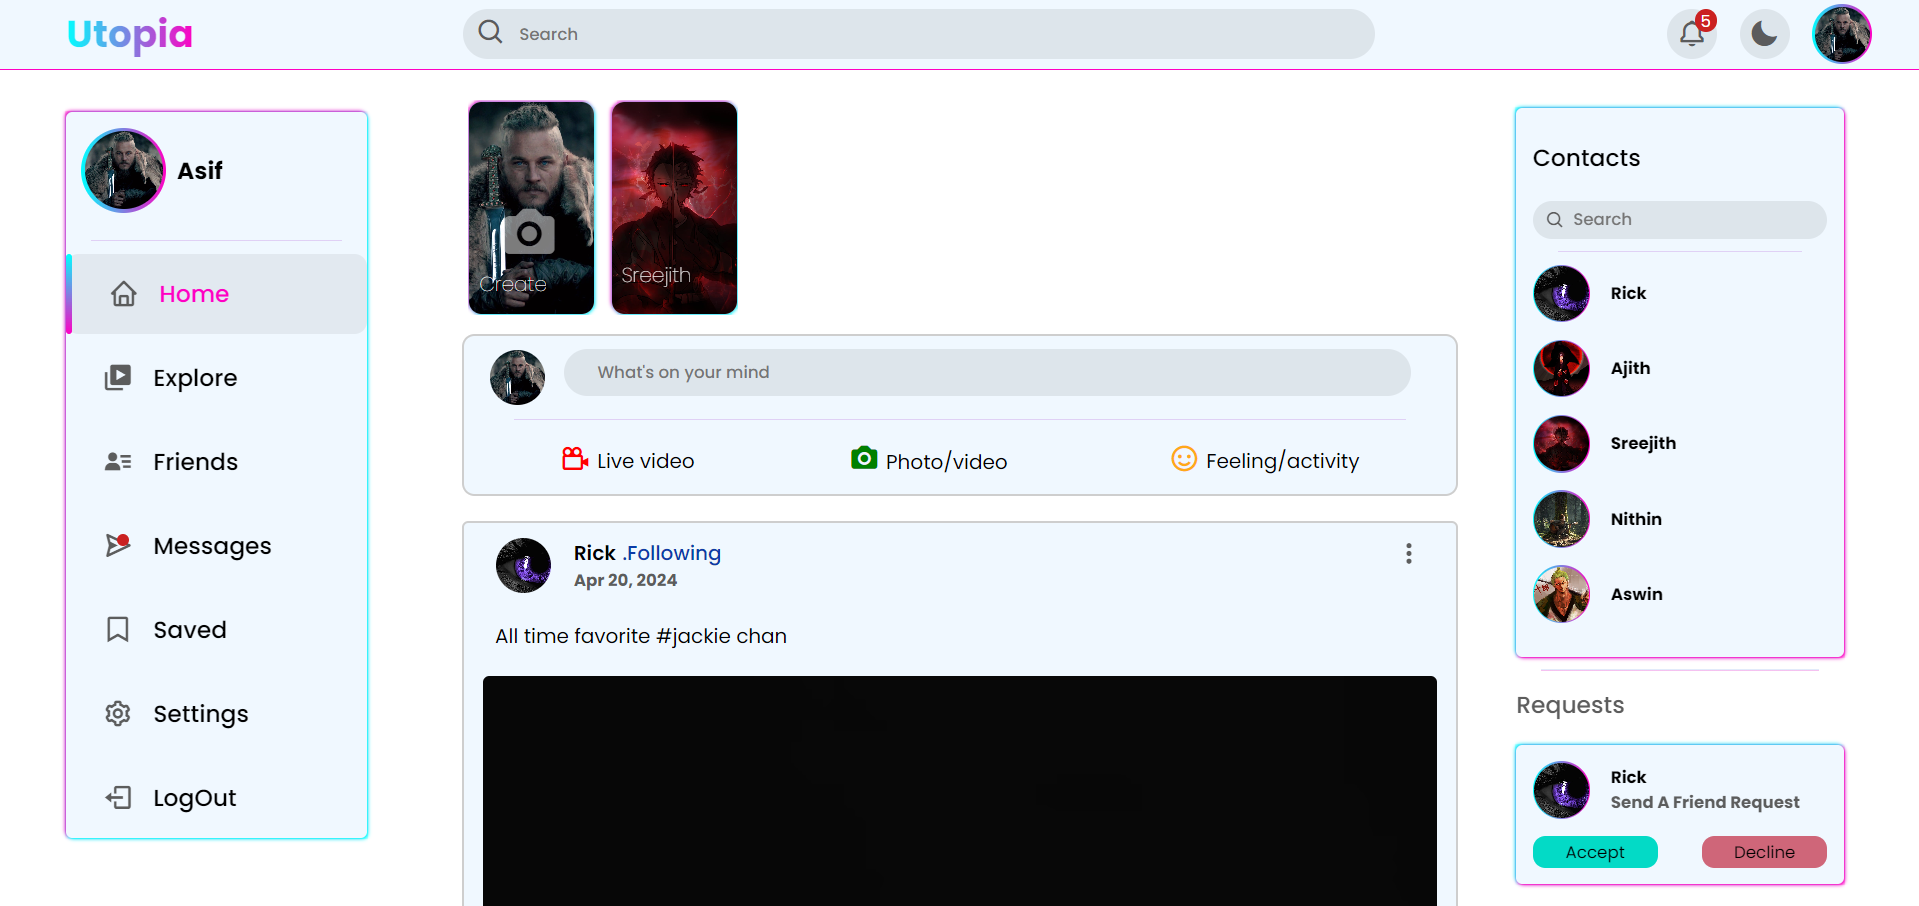 Utopia
Search
5
Asif
Home
Explore
Friends
Messages
Saved
Settings
LogOut
Create
Sreejith
What's on your mind
Live video
Photo/video
Feeling/activity
Rick .Following
Apr 20, 2024
All time favorite #jackie chan
Contacts
Search
Rick
Ajith
Sreejith
Nithin
Aswin
Requests
Rick
Send A Friend Request
Accept
Decline